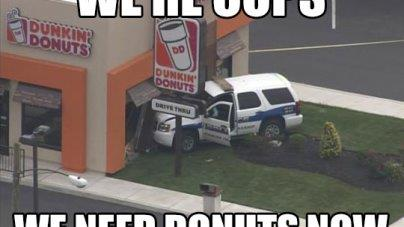 WE'RE COPS
DUNKIN'
DONUTS
DD
DUNKIN'
DONUTS
DRIVE THRU
WE NEED DONUTS NOW